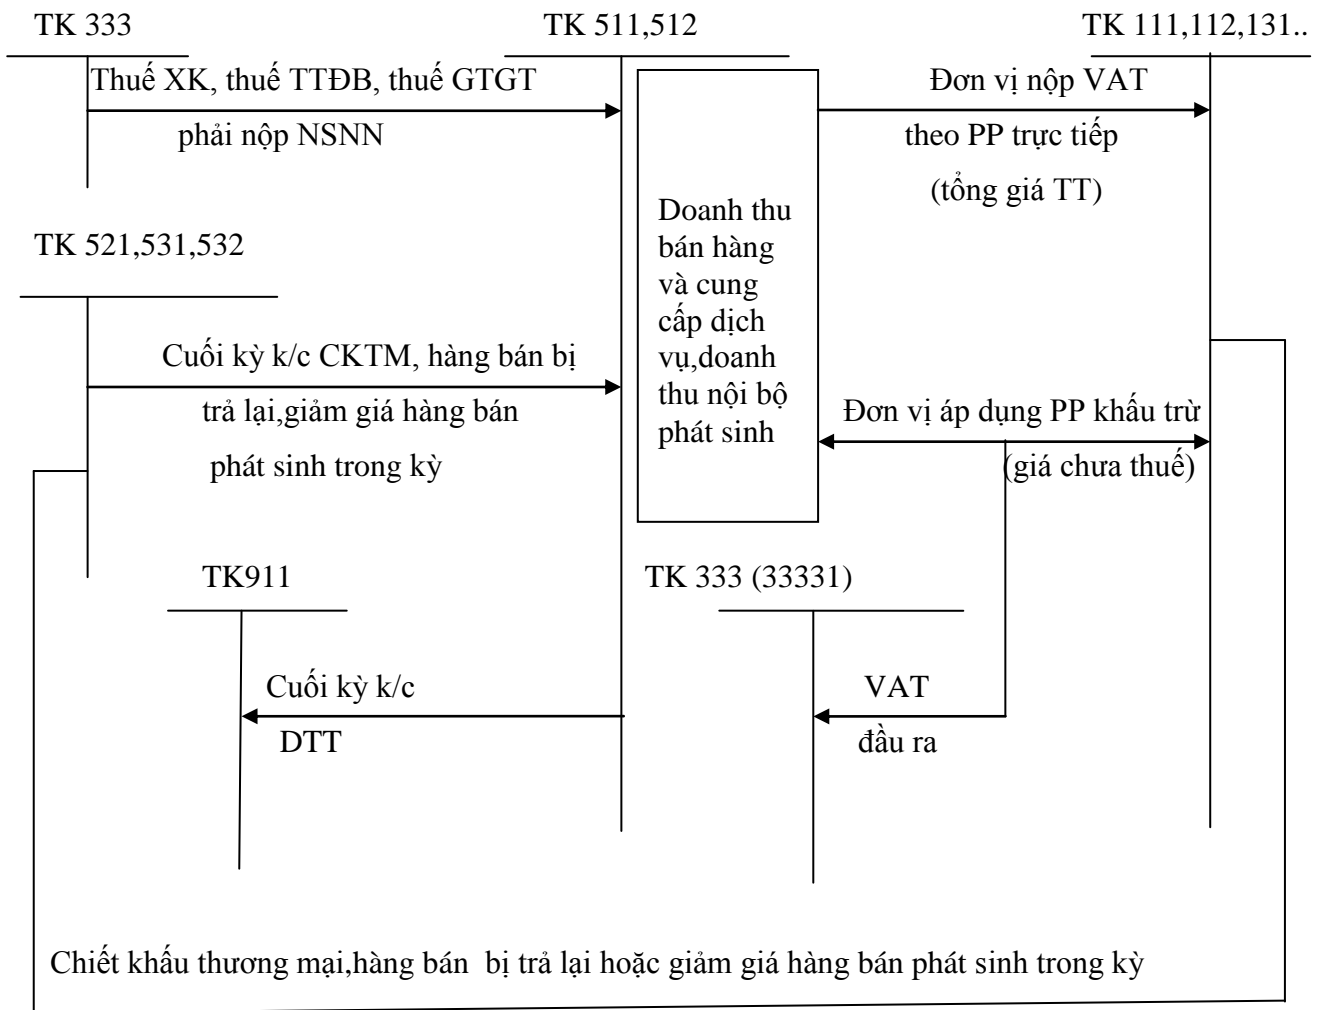 TK 333
TK 511,512
TK 111,112,131..
Thuế XK, thuế TTĐB, thuế GTGT
phải nộp NSNN
Đơn vị nộp VAT
theo PP trực tiếp
(tổng giá TT)
Doanh thu
bán hàng
và cung
cấp dịch
vụ,doanh
thu nội bộ
phát sinh
TK 521,531,532
Cuối kỳ k/c CKTM, hàng bán bị
trả lại,giảm giá hàng bán
phát sinh trong kỳ
Đơn vị áp dụng PP khấu trừ
(giá chưa thuế)
TK911
TK 333 (33331)
Cuối kỳ k/c
DTT
VAT
đầu ra
Chiết khấu thương mại,hàng bán  bị trả lại hoặc giảm giá hàng bán phát sinh trong kỳ